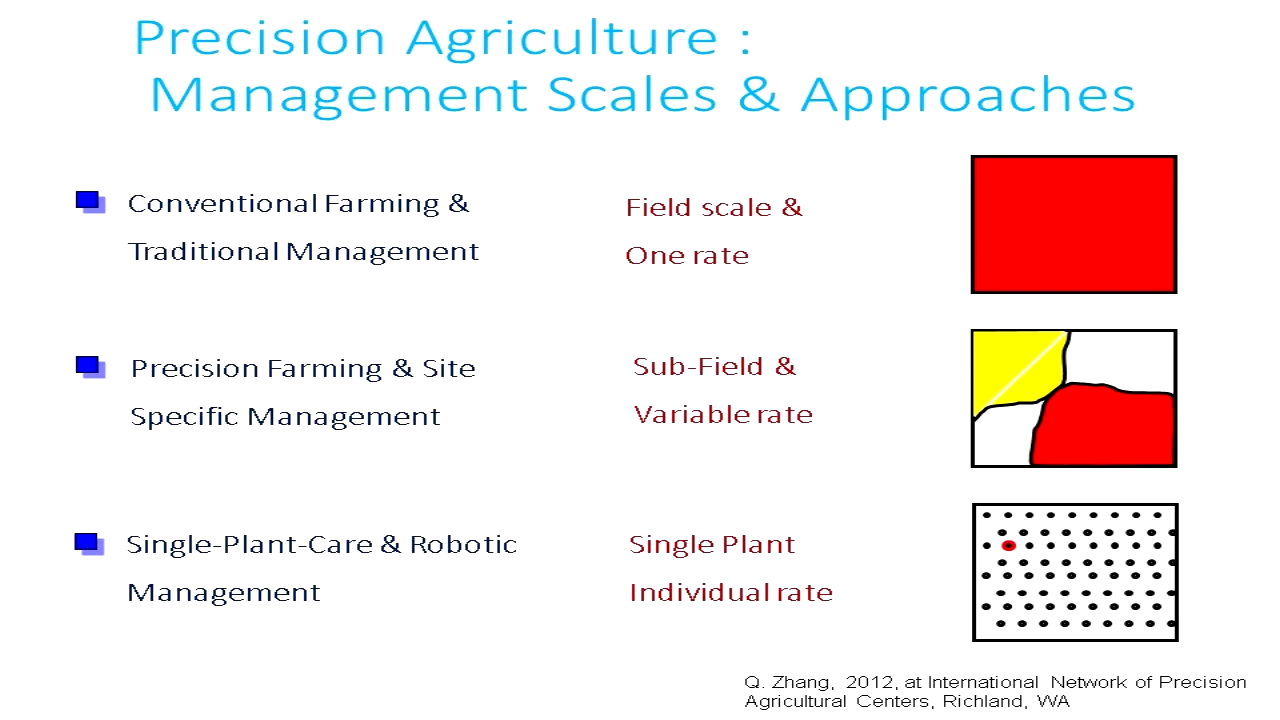 Precision Agriculture :
Management Scales & Approaches
Conventional Farming &
Traditional Management
Field scale &
One rate
Precision Farming & Site
Specific Management
Sub-Field &
Variable rate
Single-Plant-Care & Robotic
Management
Single Plant
Individual rate
Q. Zhang, 2012, at International Network of Precision
Agricultural Centers, Richland, WA